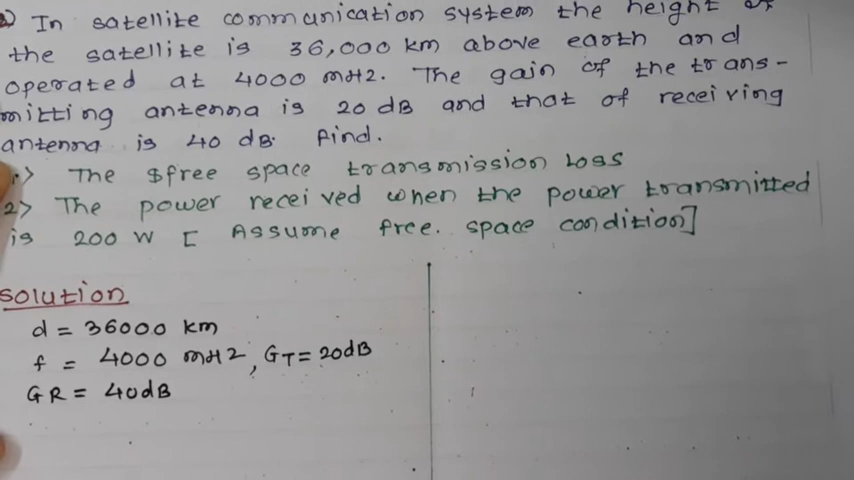 a) In satellite communication system the height of
the satellite is 36,000 km above earth and
operated at 4000 mHz. The gain of the trans-
mitting antenna is 20 dB and that of receiving
antenna is 40 dB. Find.
1.> The $free space transmission Loss
2.> The power received when the power transmitted
is 200 W [ Assume free. space condition]
Solution
d = 36000 km
f = 4000 mHz, GT = 20dB
GR = 40dB